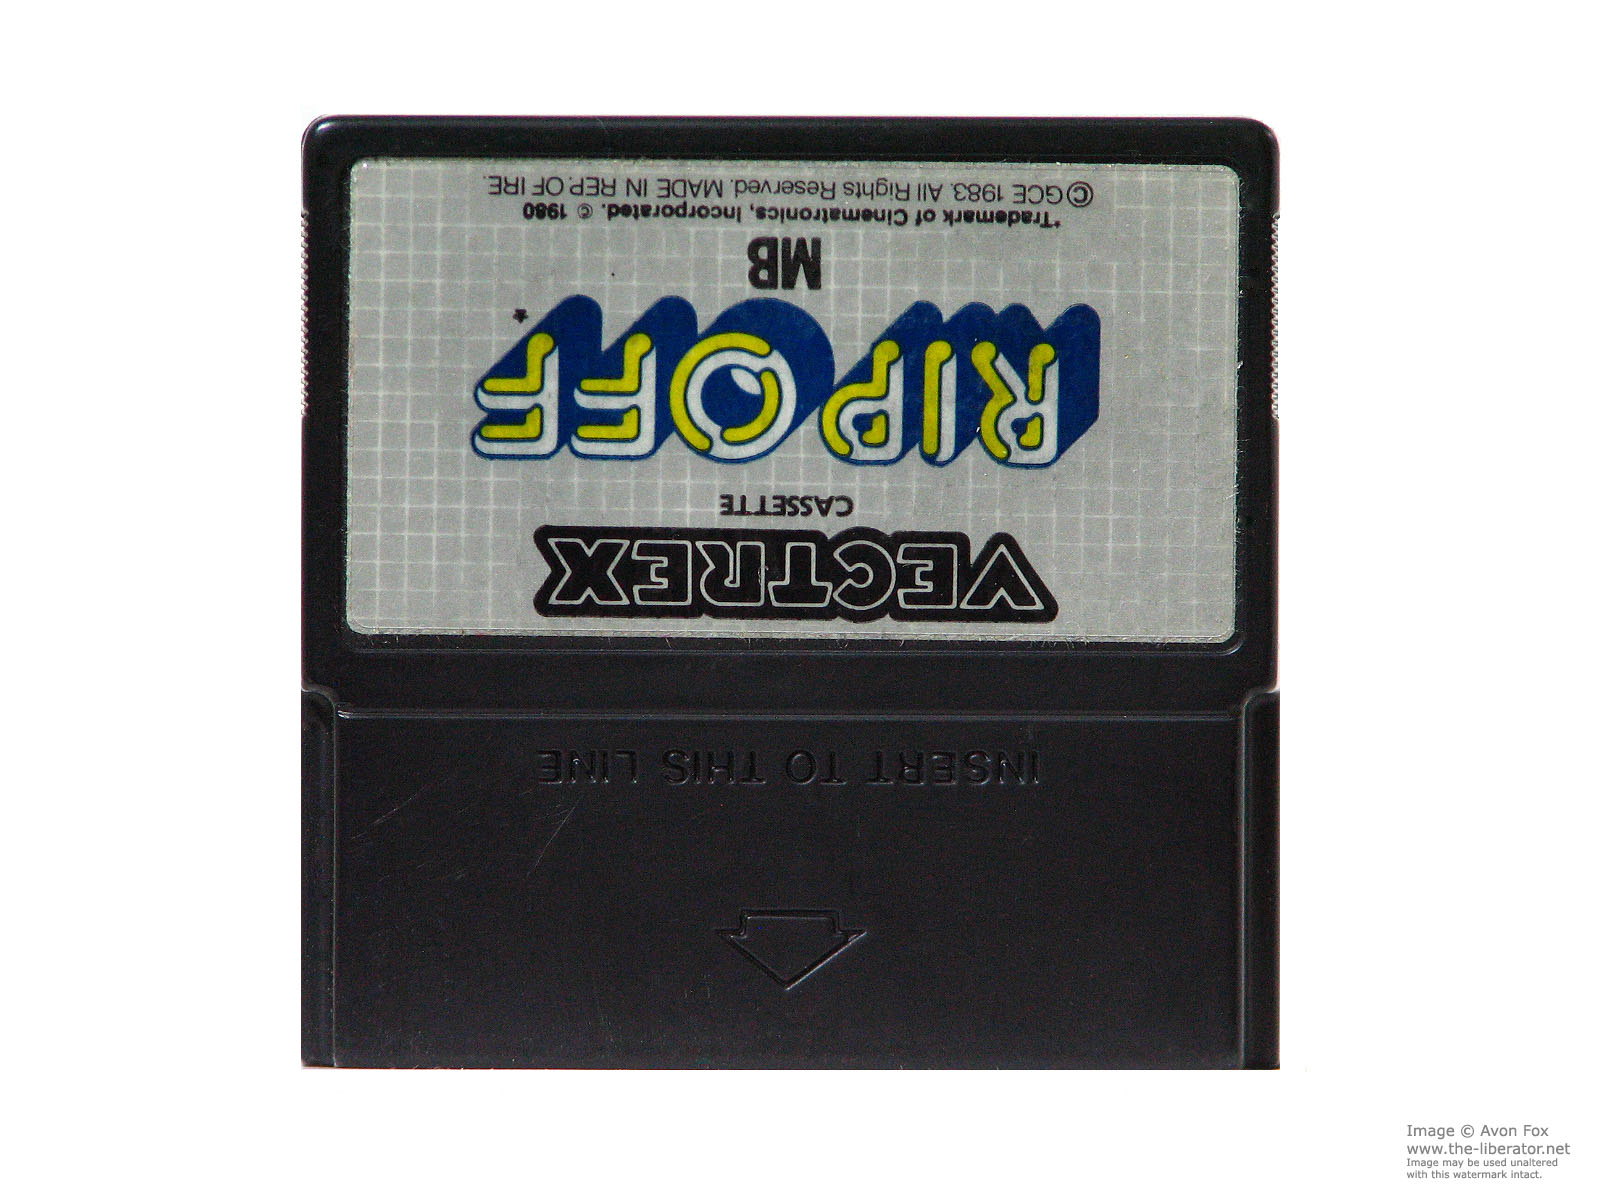 VECTREX
CASSETTE
RIP OFF*
MB
*Trademark of Cinematronics, Incorporated. © 1980
© GCE 1983. All Rights Reserved. MADE IN REP. OF IRE.
INSERT TO THIS LINE
Image © Avon Fox
www.the-liberator.net
Image may be used unaltered
with this watermark intact.